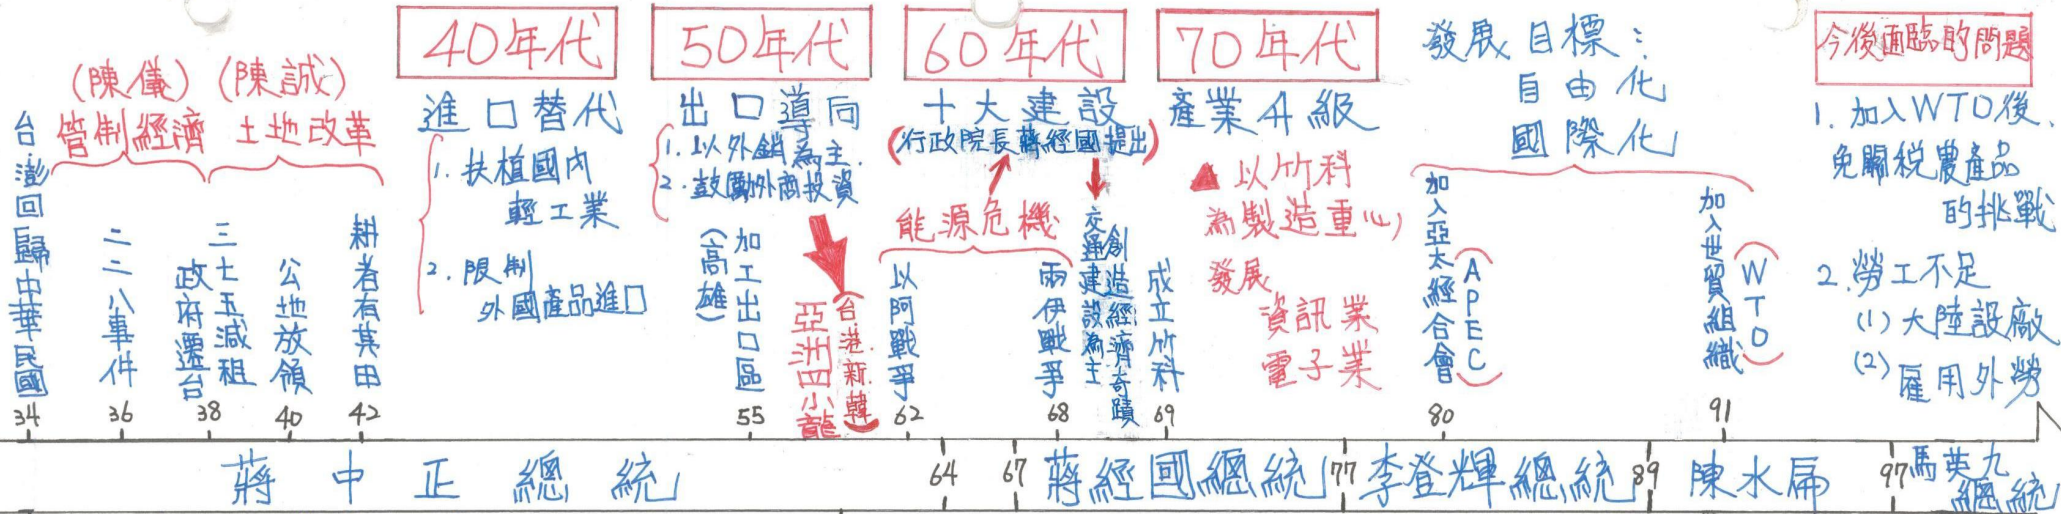 台澎回歸中華民國
34
(陳儀)
管制經濟
二二八事件
36
政府遷台
38
(陳誠)
土地改革
三七五減租
公地放領
40
耕者有其田
42
40年代
進口替代
1. 扶植國內
輕工業
2. 限制
外國產品進口
50年代
出口導向
1. 以外銷為主.
2. 鼓勵外商投資
加工出口區
(高雄)
55
亞洲四小龍
(台.港.新.韓)
60年代
十大建設
(行政院長蔣經國提出)
能源危機
以阿戰爭
62
兩伊戰爭
68
創造經濟奇蹟
交通建設為主
70年代
產業升級
▲以竹科
為製造重心
發展
資訊業
電子業
成立竹科
69
發展目標:
自由化
國際化
加入亞太經合會
(APEC)
80
加入世貿組織
(WTO)
91
今後面臨的問題
1. 加入WTO後,
免關稅農產品
的挑戰
2. 勞工不足
(1) 大陸設廠
(2) 雇用外勞
蔣中正總統
64
67
蔣經國總統
77
李登輝總統
89
陳水扁
97
馬英九
總統